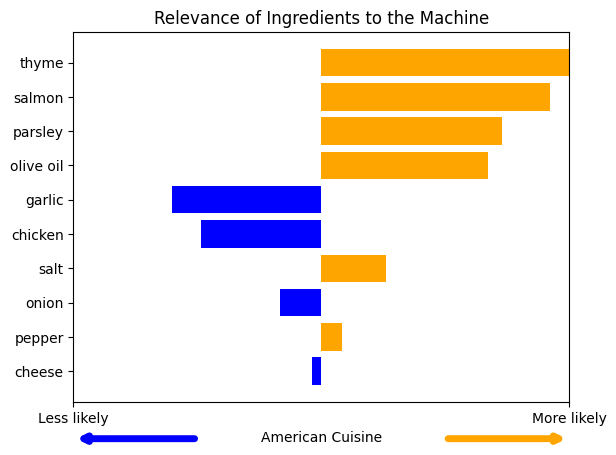 Relevance of Ingredients to the Machine
thyme
salmon
parsley
olive oil
garlic
chicken
salt
onion
pepper
cheese
Less likely
More likely
American Cuisine